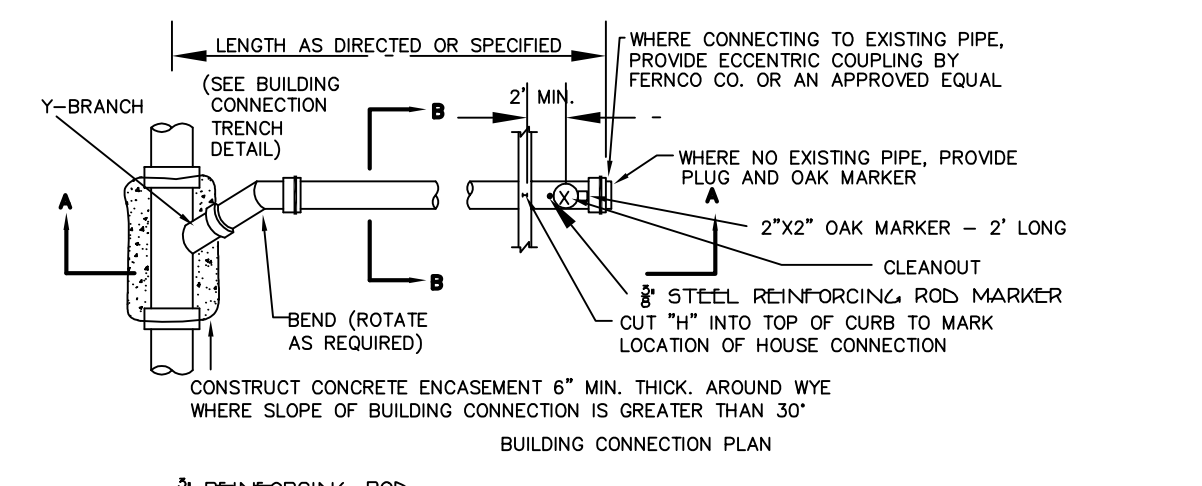 LENGTH AS DIRECTED OR SPECIFIED
WHERE CONNECTING TO EXISTING PIPE,
PROVIDE ECCENTRIC COUPLING BY
FERNCO CO. OR AN APPROVED EQUAL
(SEE BUILDING
CONNECTION
TRENCH
DETAIL)
Y-BRANCH
B
2' MIN.
WHERE NO EXISTING PIPE, PROVIDE
PLUG AND OAK MARKER
A
A
X
2"X2" OAK MARKER - 2' LONG
CLEANOUT
B
3/8" STEEL REINFORCING ROD MARKER
BEND (ROTATE
AS REQUIRED)
CUT "H" INTO TOP OF CURB TO MARK
LOCATION OF HOUSE CONNECTION
CONSTRUCT CONCRETE ENCASEMENT 6" MIN. THICK. AROUND WYE
WHERE SLOPE OF BUILDING CONNECTION IS GREATER THAN 30°
BUILDING CONNECTION PLAN
REINFORCING ROD